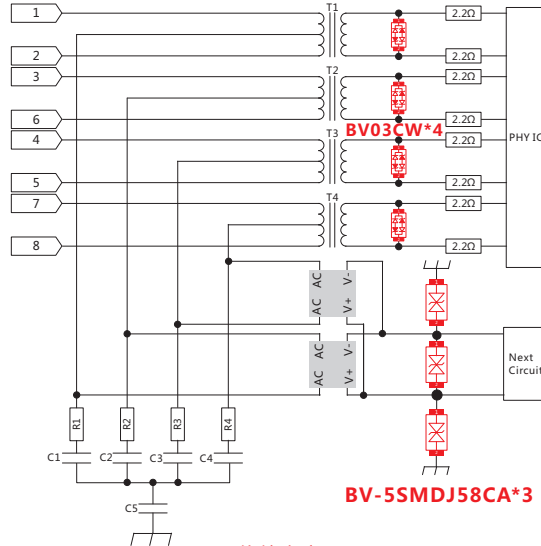 1
T1
2.2Ω
2
2.2Ω
3
T2
2.2Ω
6
2.2Ω
BV03CW*4
PHY IC
4
T3
2.2Ω
5
2.2Ω
7
T4
2.2Ω
8
2.2Ω
AC V-
AC V+
AC V-
AC V+
Next
Circuit
R1 R2 R3 R4
C1 C2 C3 C4
C5
BV-5SMDJ58CA*3